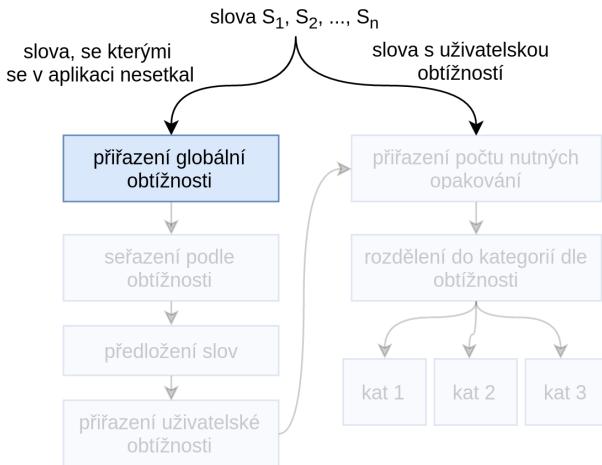 slova S1, S2, ..., Sn
slova, se kterými
se v aplikaci nesetkal
slova s uživatelskou
obtížností
přiřazení globální
obtížnosti
seřazení podle
obtížnosti
předložení slov
přiřazení uživatelské
obtížnosti
přiřazení počtu nutných
opakování
rozdělení do kategorií dle
obtížnosti
kat 1
kat 2
kat 3